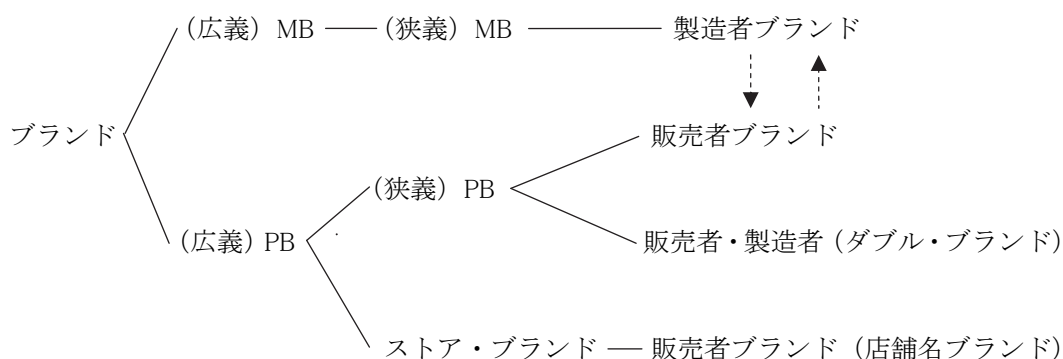 (広義) MB (狭義) MB 製造者ブランド
ブランド 販売者ブランド
(狭義) PB
(広義) PB 販売者・製造者 (ダブル・ブランド)
ストア・ブランド 販売者ブランド (店舗名ブランド)